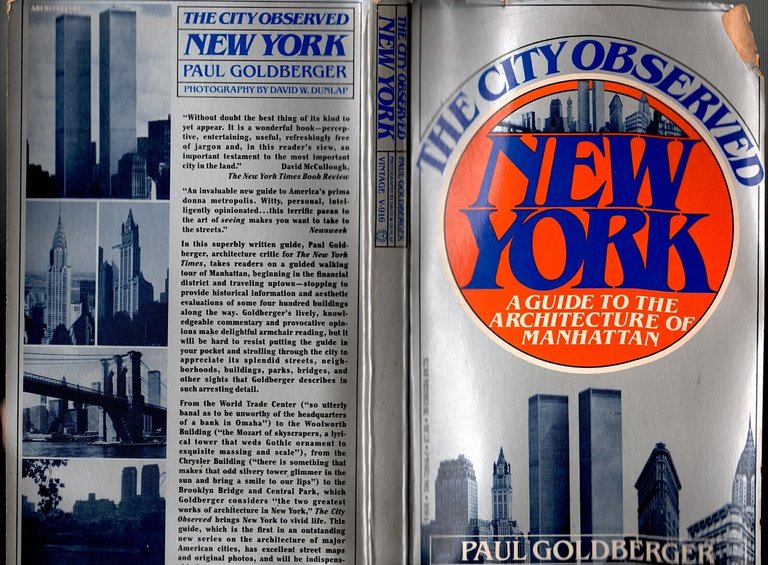 ARCHITECTURE
THE CITY OBSERVED
NEW YORK
PAUL GOLDBERGER
PHOTOGRAPHY BY DAVID W. DUNLAP
"Without doubt the best thing of its kind to
yet appear. It is a wonderful book—percep-
tive, entertaining, useful, refreshingly free
of jargon and, in this reader's view, an
important testament to the most important
city in the land."
David McCullough,
The New York Times Book Review
"An invaluable new guide to America's prima
donna metropolis. Witty, personal, intel-
ligently opinionated...this terrific paean to
the art of seeing makes you want to take to
the streets."
Newsweek
In this superbly written guide, Paul Gold-
berger, architecture critic for The New York
Times, takes readers on a guided walking
tour of Manhattan, beginning in the financial
district and traveling uptown—stopping to
provide historical information and aesthetic
evaluations of some four hundred buildings
along the way. Goldberger's lively, knowl-
edgeable commentary and provocative opin-
ions make delightful armchair reading, but it
will be hard to resist putting the guide in
your pocket and strolling through the city to
appreciate its splendid streets, neigh-
borhoods, buildings, parks, bridges, and
other sights that Goldberger describes in
such arresting detail.
From the World Trade Center ("so utterly
banal as to be unworthy of the headquarters
of a bank in Omaha") to the Woolworth
Building ("the Mozart of skyscrapers, a lyri-
cal tower that weds Gothic ornament to
exquisite massing and scale"), from the
Chrysler Building ("there is something that
makes that odd silvery tower glimmer in the
sun and bring a smile to our lips") to the
Brooklyn Bridge and Central Park, which
Goldberger considers "the two greatest
works of architecture in New York," The City
Observed brings New York to vivid life. This
guide, which is the first in an outstanding
new series on the architecture of major
American cities, has excellent street maps
and original photos, and will be indispens-
THE CITY OBSERVED
NEW YORK
PAUL GOLDBERGER
PHOTOGRAPHY BY DAVID W. DUNLAP
VINTAGE V-916
THE CITY OBSERVED
NEW
YORK
A GUIDE TO THE
ARCHITECTURE OF
MANHATTAN
PAUL GOLDBERGER